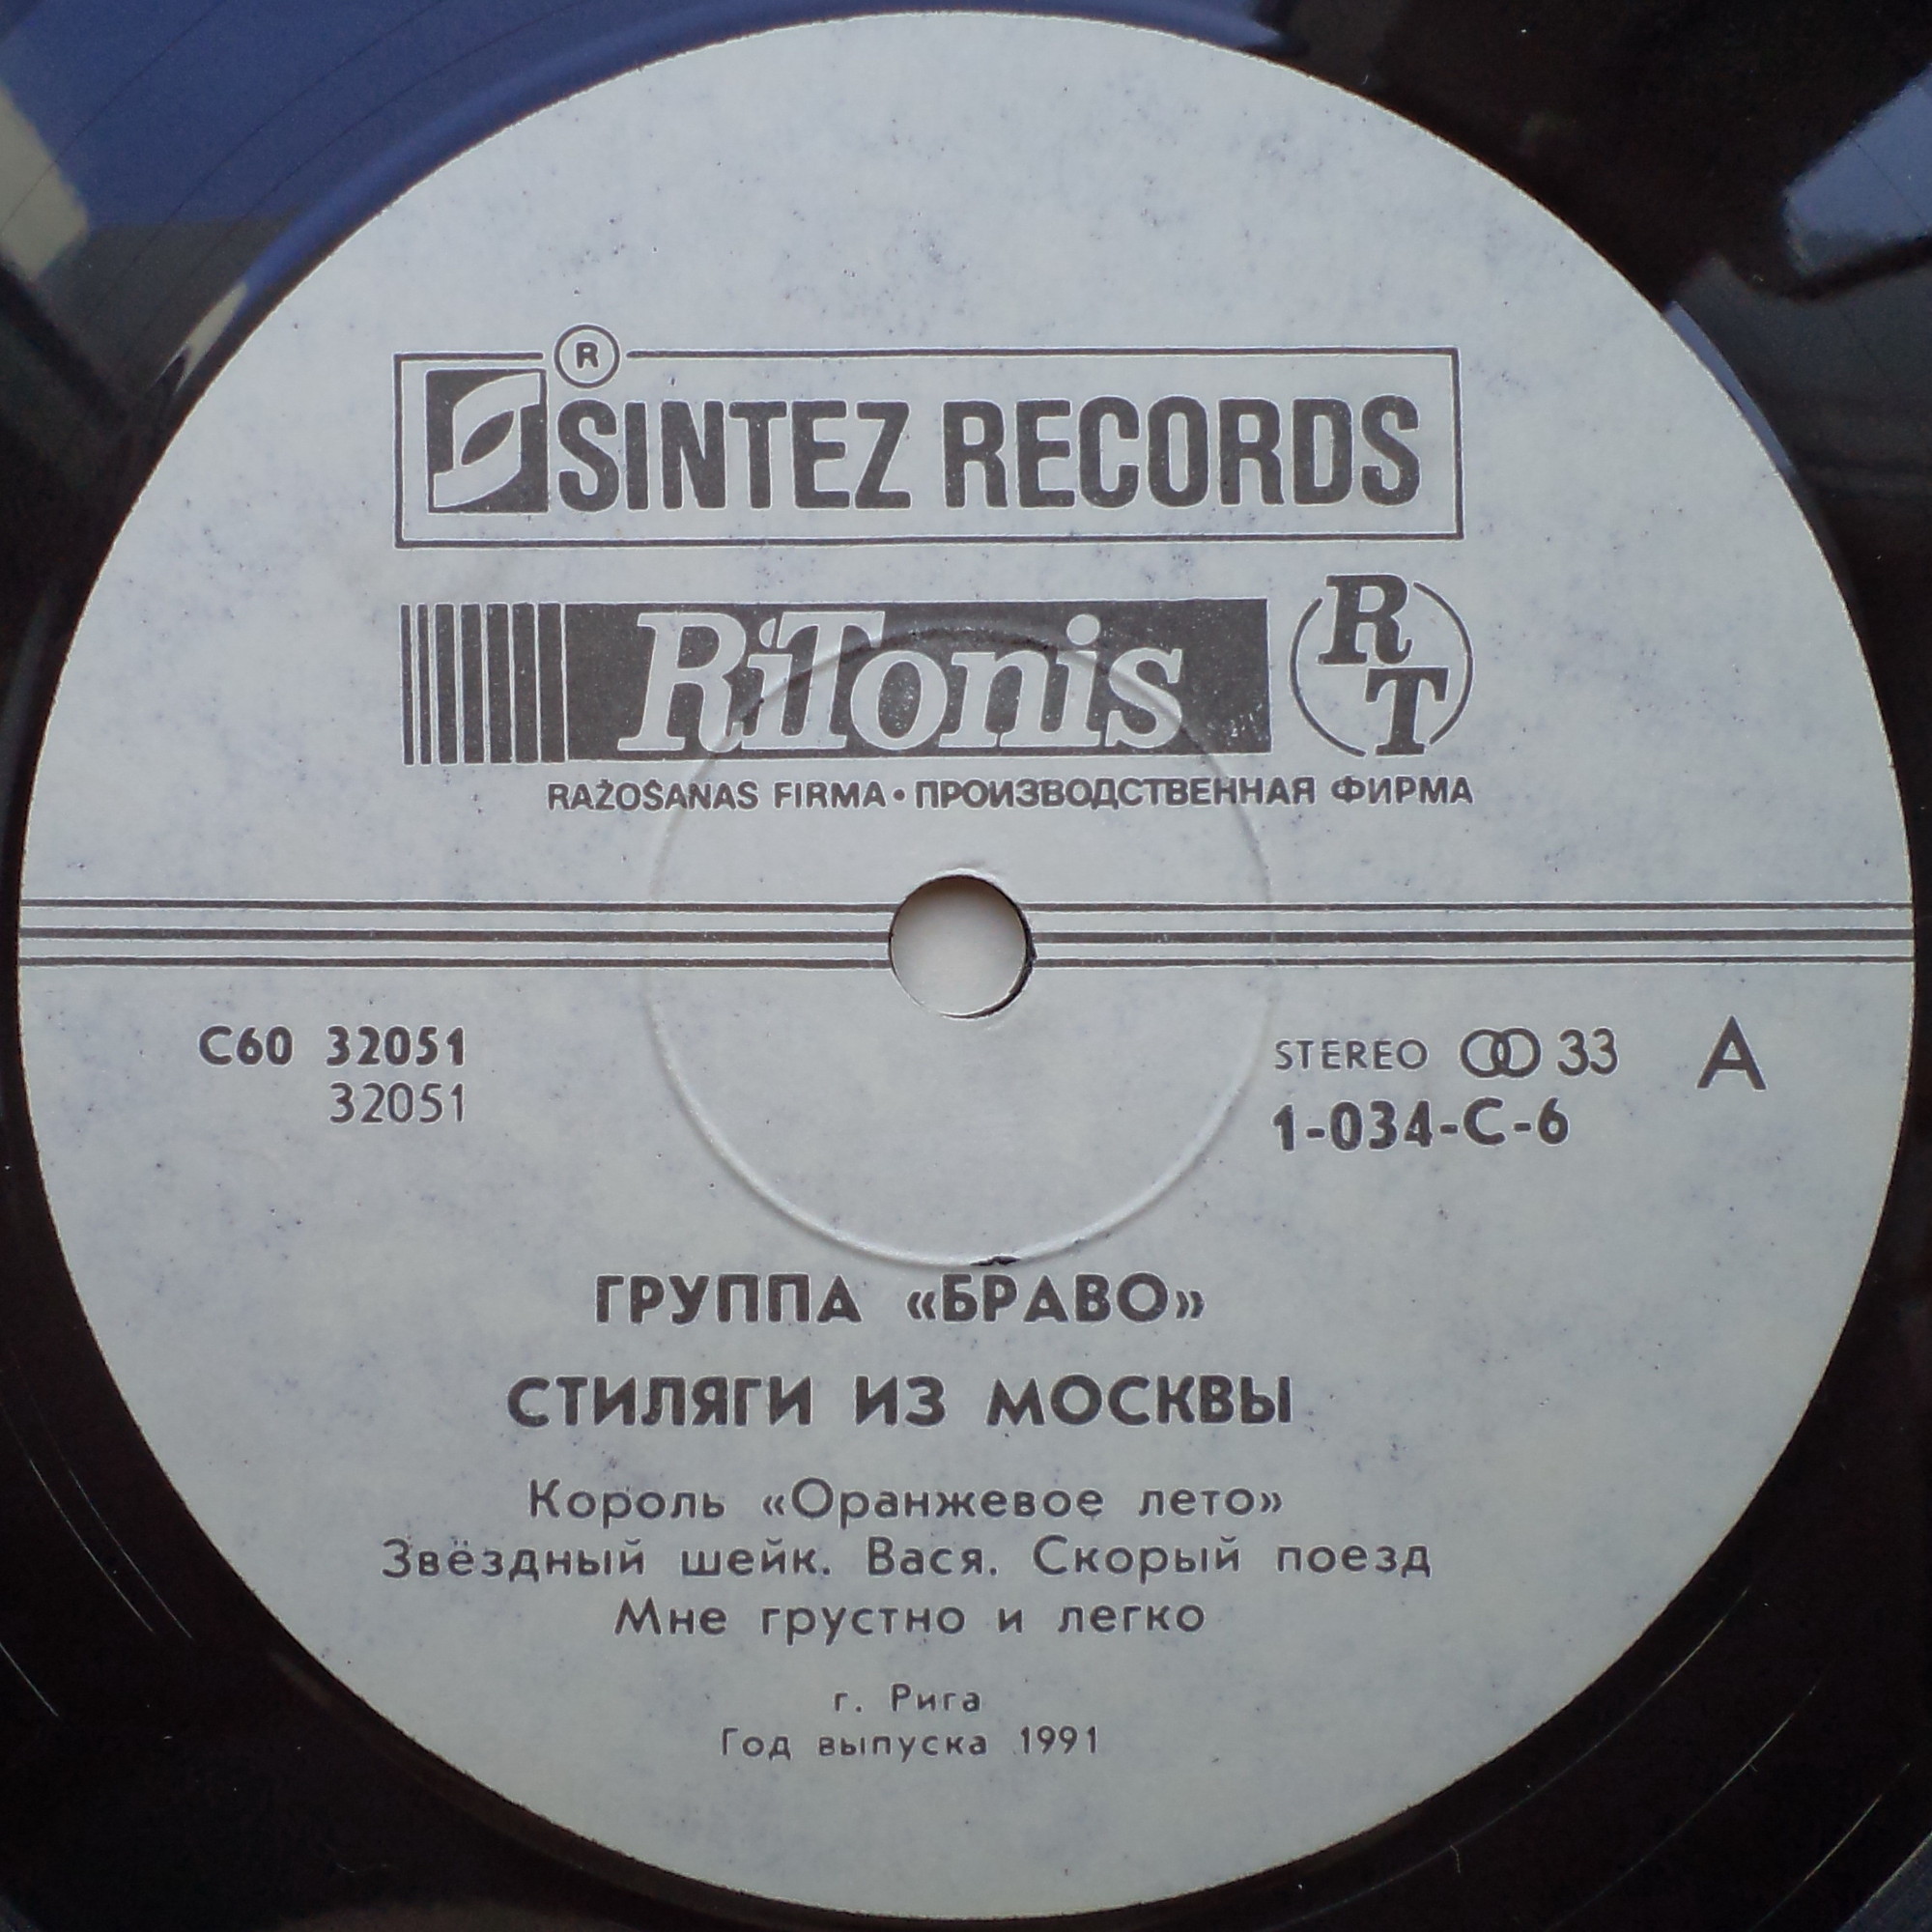 ®
SINTEZ RECORDS
RiTonis
RT
RAŽOŠANAS FIRMA • ПРОИЗВОДСТВЕННАЯ ФИРМА
С60 32051
32051
STEREO 33 A
1-034-C-6
ГРУППА «БРАВО»
СТИЛЯГИ ИЗ МОСКВЫ
Король «Оранжевое лето»
Звёздный шейк. Вася. Скорый поезд
Мне грустно и легко
г. Рига
Год выпуска 1991